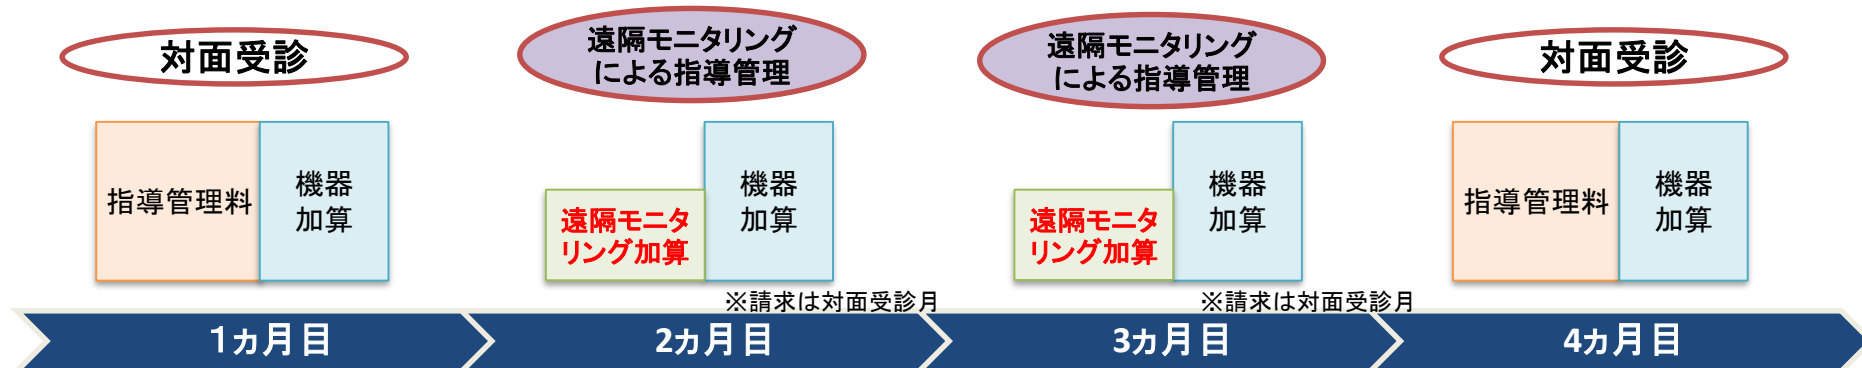 対面受診
遠隔モニタリング
による指導管理
遠隔モニタリング
による指導管理
対面受診
指導管理料
機器
加算
遠隔モニタ
リング加算
機器
加算
遠隔モニタ
リング加算
機器
加算
指導管理料
機器
加算
※請求は対面受診月
※請求は対面受診月
1ヵ月目
2ヵ月目
3ヵ月目
4ヵ月目